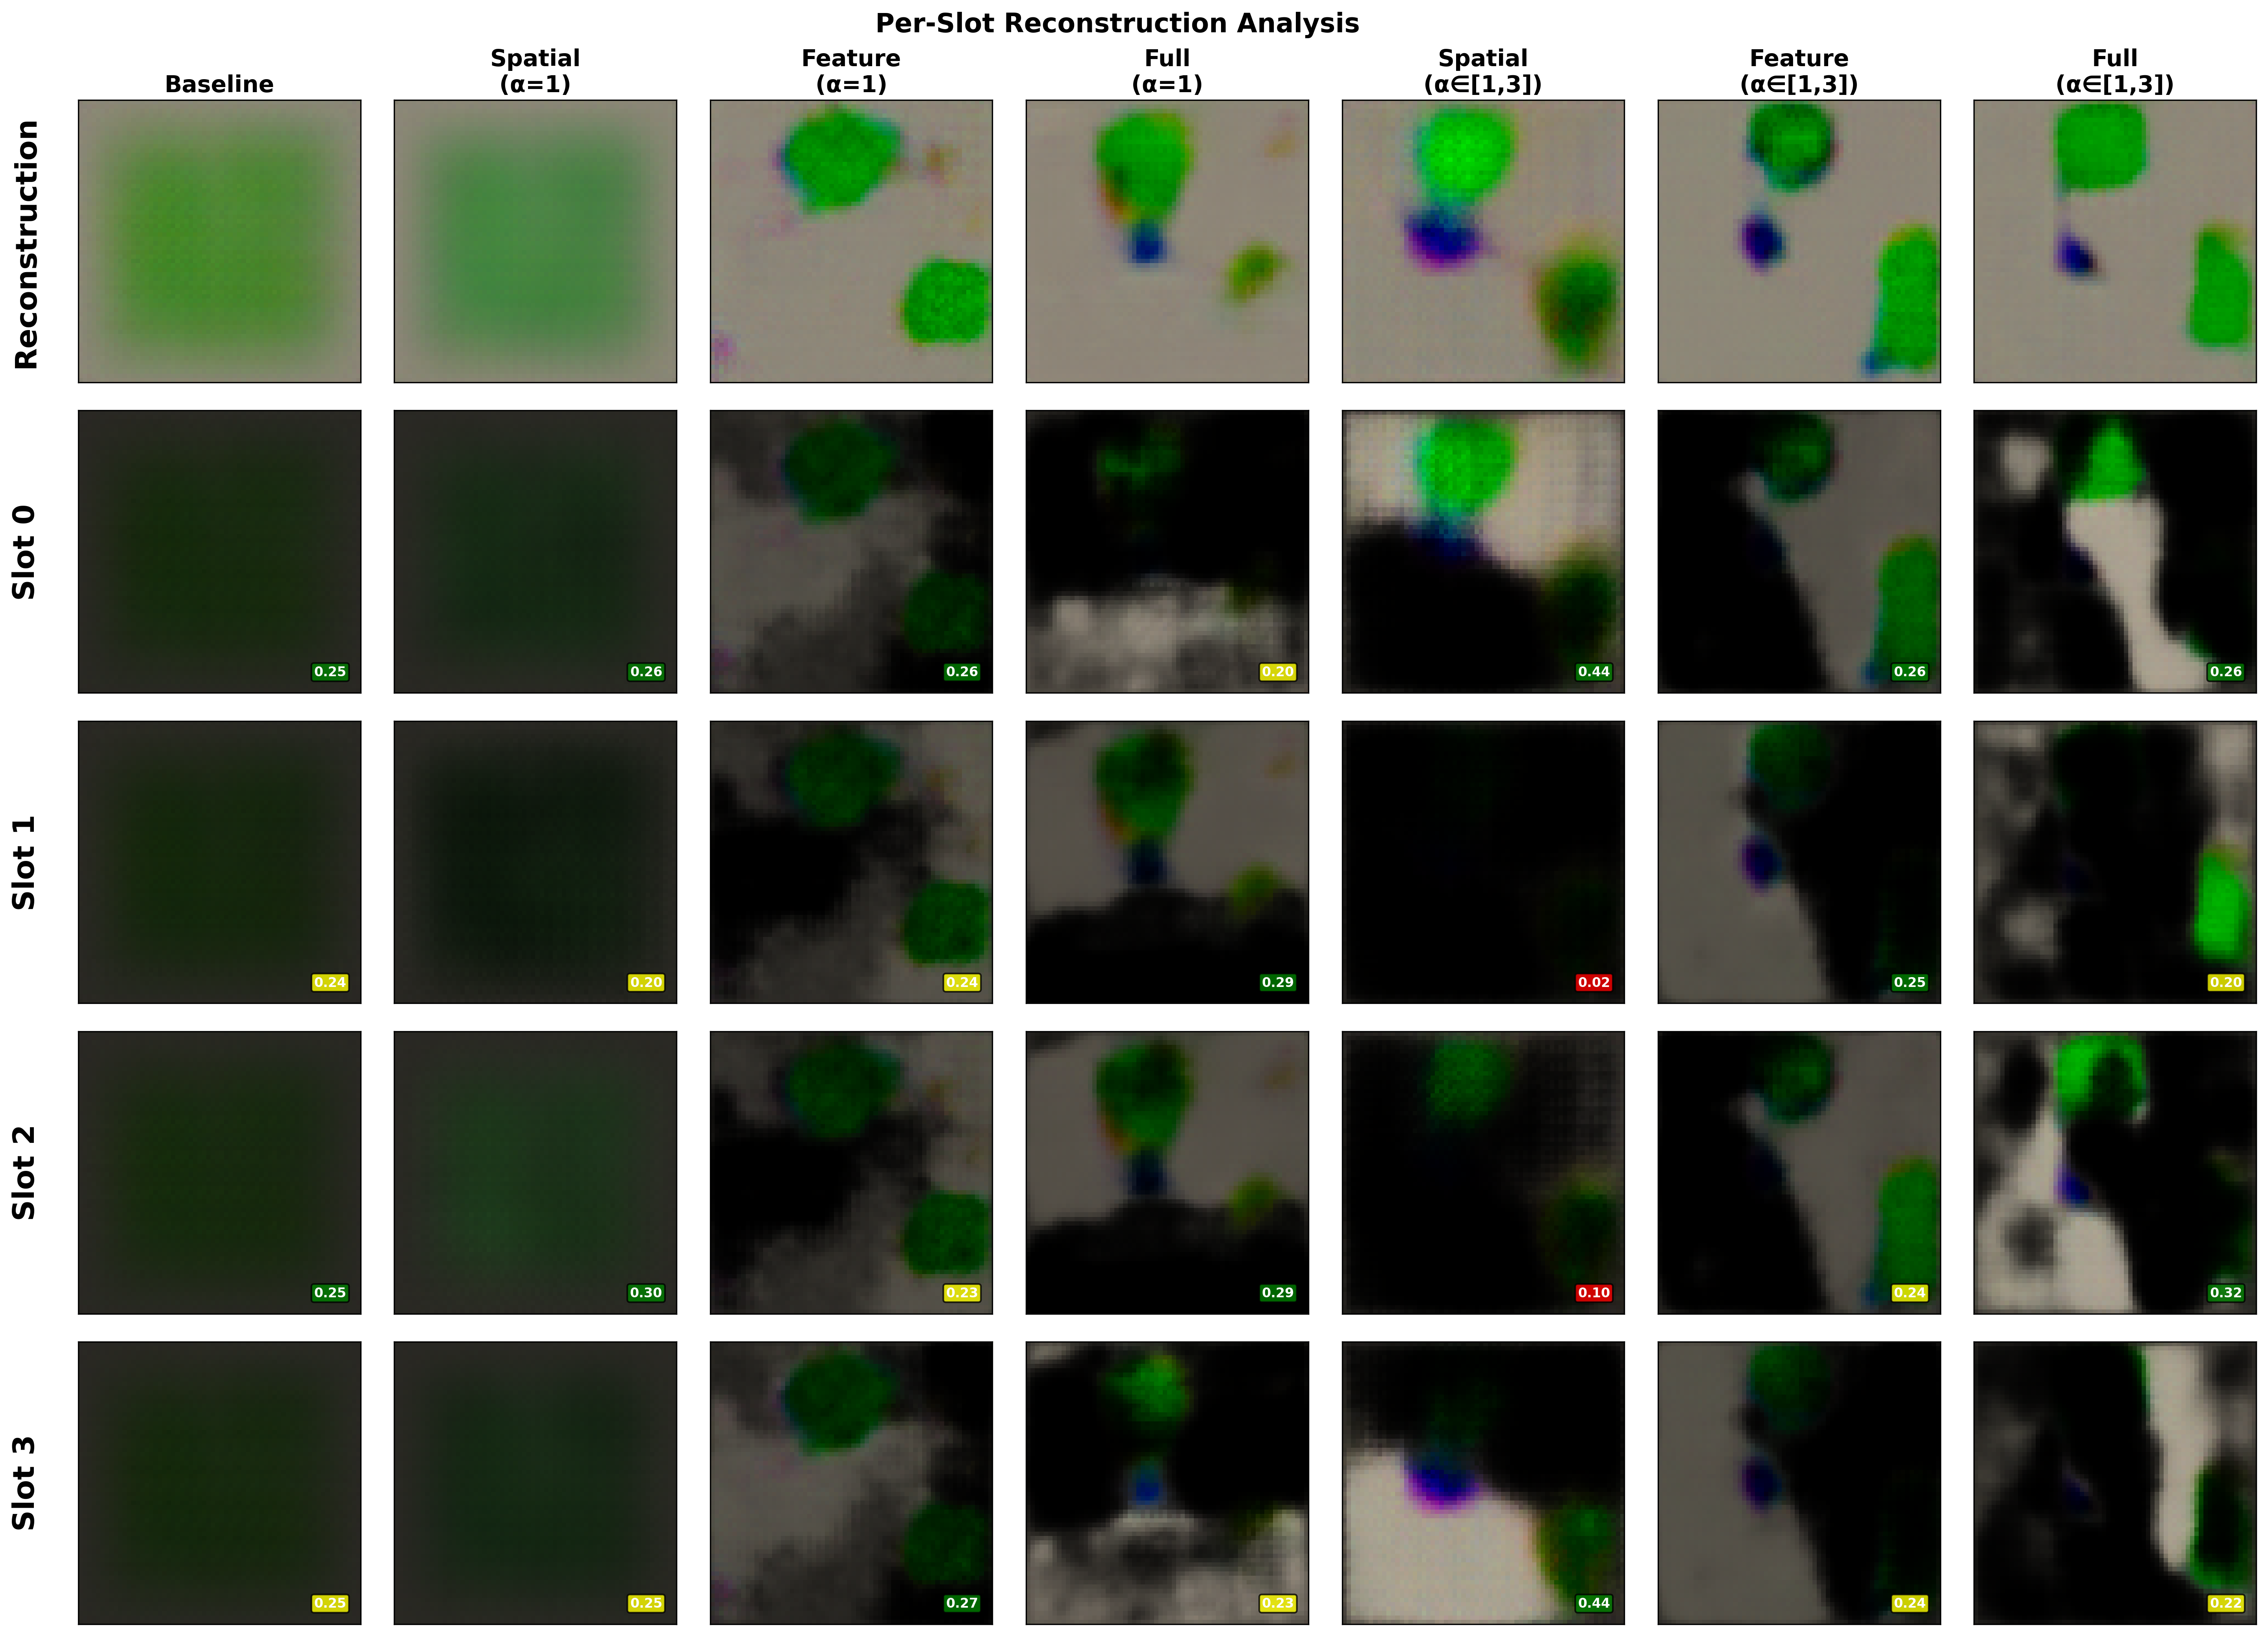 Per-Slot Reconstruction Analysis
Baseline
Spatial
(α=1)
Feature
(α=1)
Full
(α=1)
Spatial
(α∈[1,3])
Feature
(α∈[1,3])
Full
(α∈[1,3])
Reconstruction
Slot 0
0.25
0.26
0.26
0.20
0.44
0.26
0.26
Slot 1
0.24
0.20
0.24
0.29
0.02
0.25
0.20
Slot 2
0.25
0.30
0.23
0.29
0.10
0.24
0.32
Slot 3
0.25
0.25
0.27
0.23
0.44
0.24
0.22